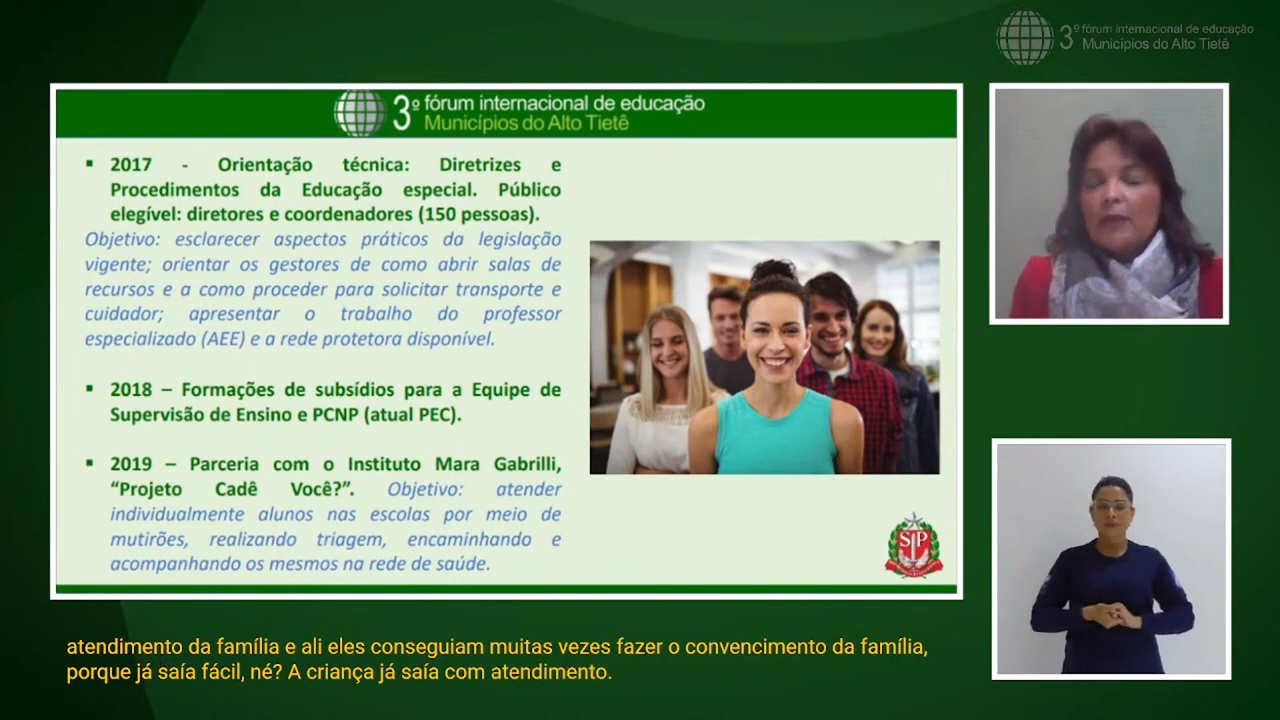 3º fórum internacional de educação
Municípios do Alto Tietê
3º fórum internacional de educação
Municípios do Alto Tietê
▪ 2017 - Orientação técnica: Diretrizes e
Procedimentos da Educação especial. Público
elegível: diretores e coordenadores (150 pessoas).
Objetivo: esclarecer aspectos práticos da legislação
vigente; orientar os gestores de como abrir salas de
recursos e a como proceder para solicitar transporte e
cuidador; apresentar o trabalho do professor
especializado (AEE) e a rede protetora disponível.
▪ 2018 – Formações de subsídios para a Equipe de
Supervisão de Ensino e PCNP (atual PEC).
▪ 2019 – Parceria com o Instituto Mara Gabrilli,
“Projeto Cadê Você?”. Objetivo: atender
individualmente alunos nas escolas por meio de
mutirões, realizando triagem, encaminhando e
acompanhando os mesmos na rede de saúde.
SP
atendimento da família e ali eles conseguiam muitas vezes fazer o convencimento da família,
porque já saía fácil, né? A criança já saía com atendimento.